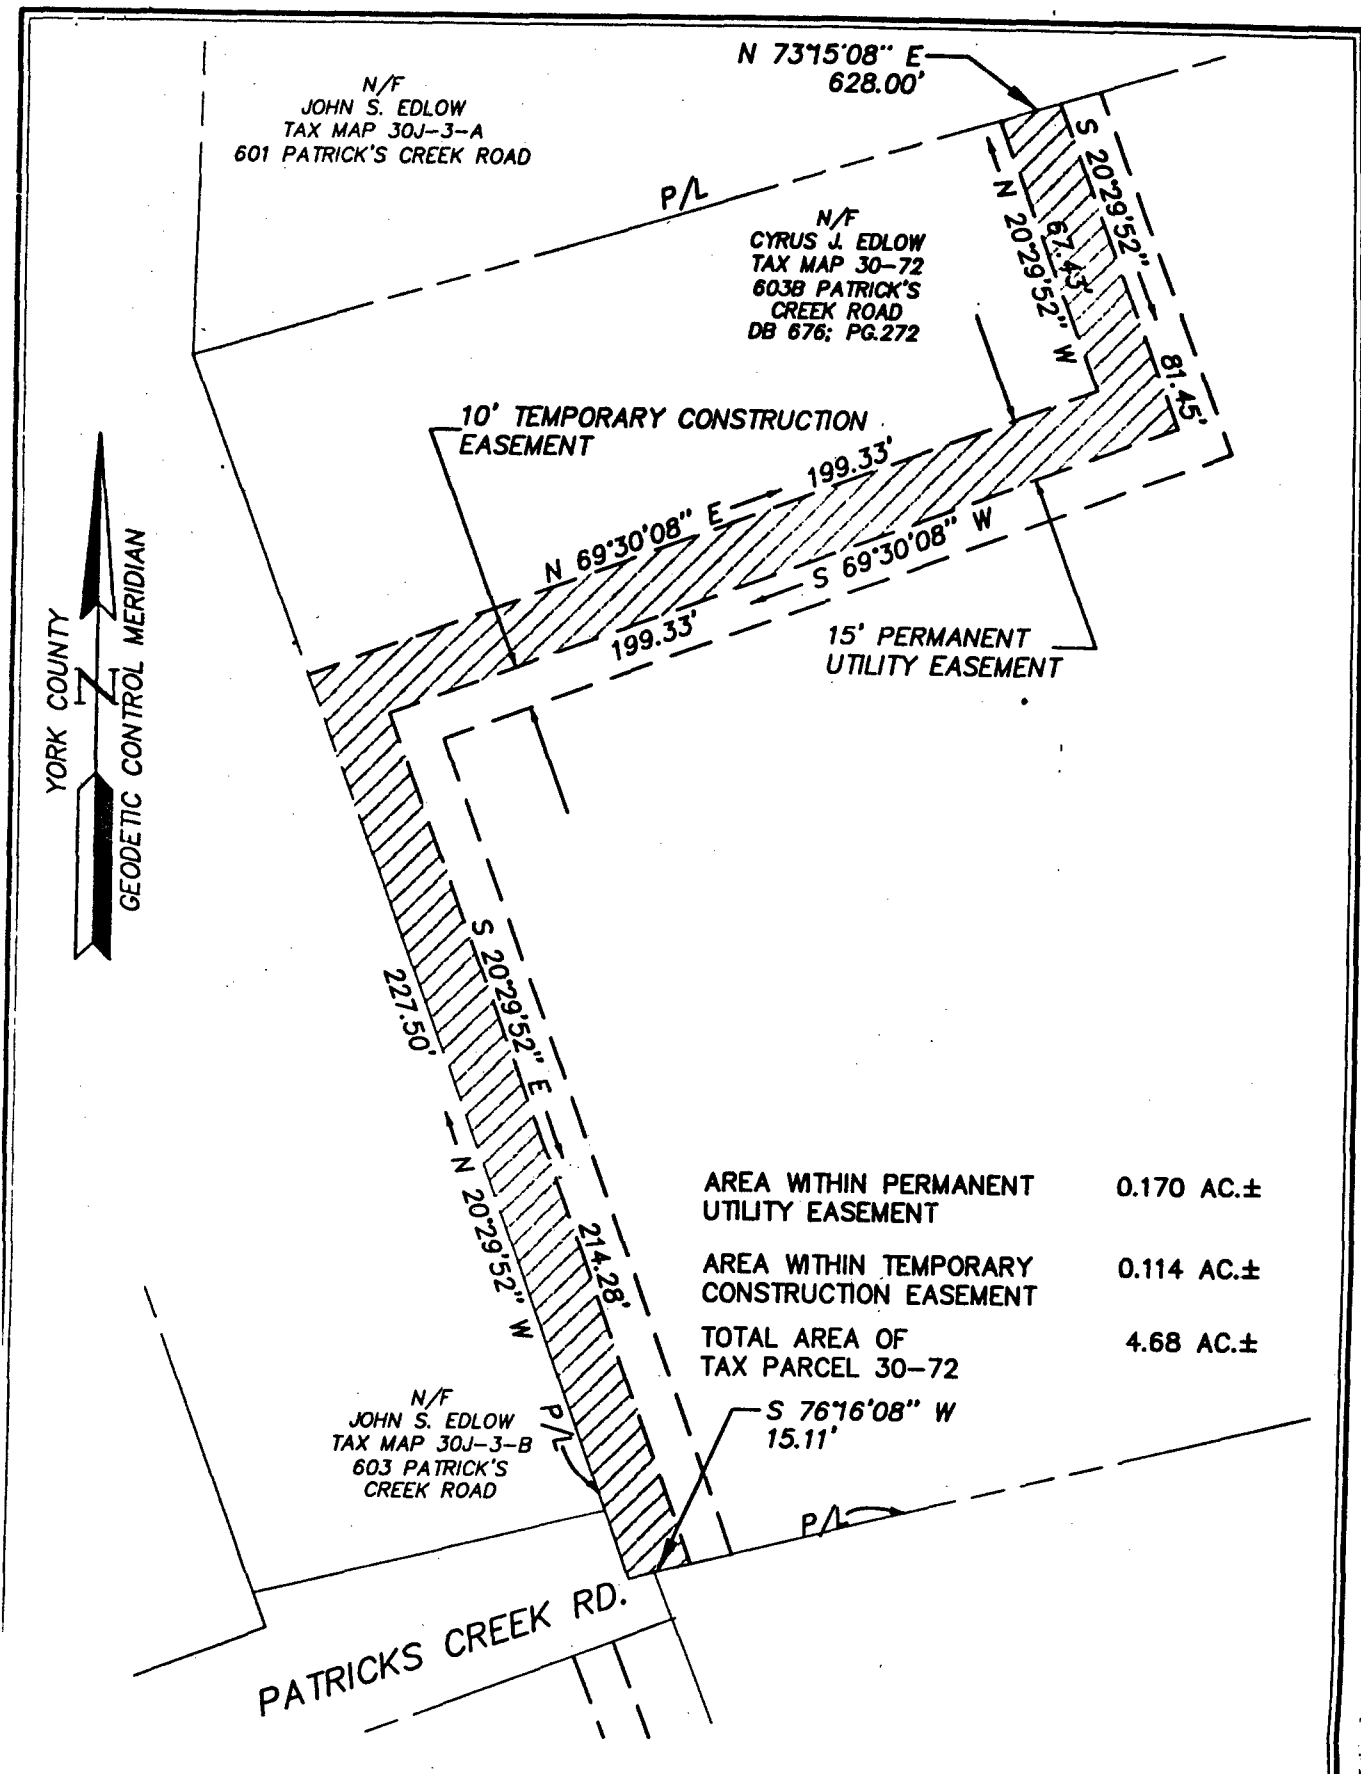 N 73°15'08" E
628.00'
N/F
JOHN S. EDLOW
TAX MAP 30J-3-A
601 PATRICK'S CREEK ROAD
P/L
S 20°29'52"
81.45'
N 20°29'52" W
67.43'
N/F
CYRUS J. EDLOW
TAX MAP 30-72
603B PATRICK'S
CREEK ROAD
DB 676; PG.272
10' TEMPORARY CONSTRUCTION
EASEMENT
N 69°30'08" E
199.33'
S 69°30'08" W
199.33'
15' PERMANENT
UTILITY EASEMENT
YORK COUNTY
N
GEODETIC CONTROL MERIDIAN
S 20°29'52" E
214.28'
227.50'
N 20°29'52" W
AREA WITHIN PERMANENT 0.170 AC.±
UTILITY EASEMENT
AREA WITHIN TEMPORARY 0.114 AC.±
CONSTRUCTION EASEMENT
TOTAL AREA OF 4.68 AC.±
TAX PARCEL 30-72
S 76°16'08" W
15.11'
N/F
JOHN S. EDLOW
TAX MAP 30J-3-B
603 PATRICK'S
CREEK ROAD
P/L
P/L
PATRICKS CREEK RD.